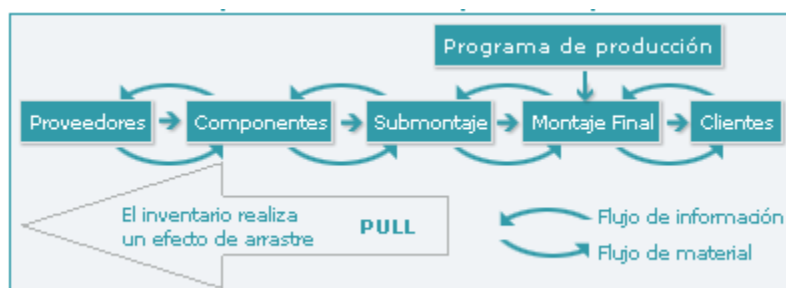 Programa de producción
Proveedores
Componentes
Submontaje
Montaje Final
Clientes
El inventario realiza
un efecto de arrastre
PULL
Flujo de información
Flujo de material